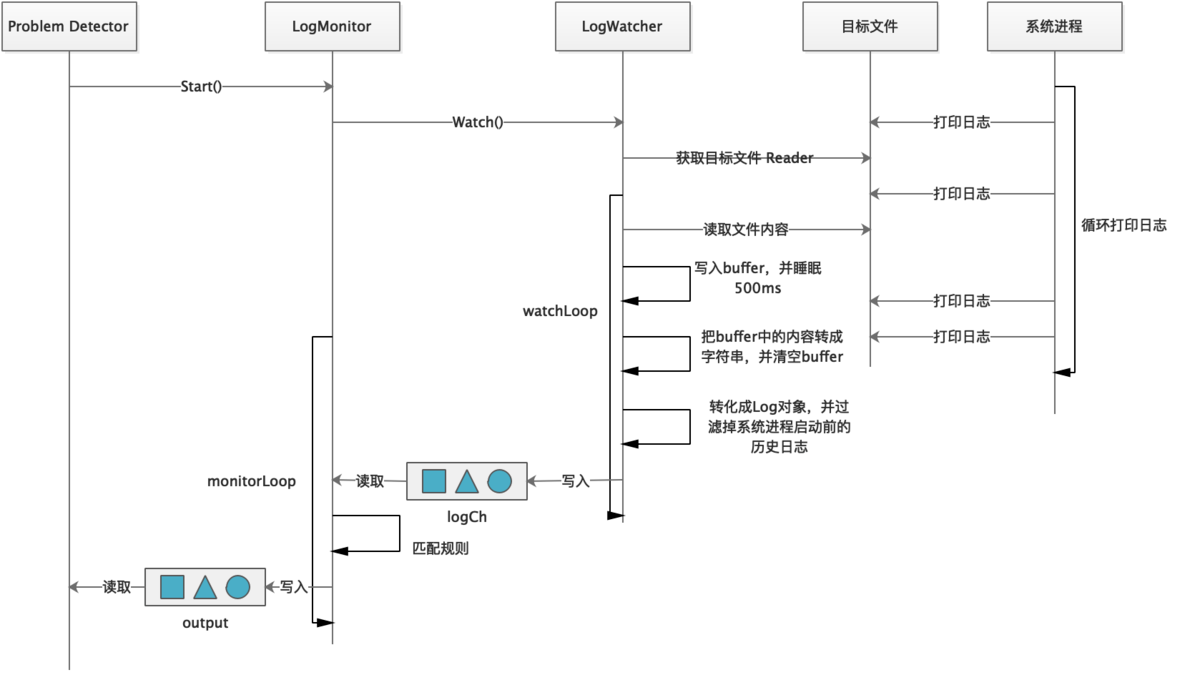 Problem Detector
LogMonitor
LogWatcher
目标文件
系统进程
Start()
Watch()
打印日志
获取目标文件 Reader
打印日志
循环打印日志
读取文件内容
写入buffer，并睡眠
500ms
打印日志
watchLoop
把buffer中的内容转成
字符串，并清空buffer
打印日志
转化成Log对象，并过
滤掉系统进程启动前的
历史日志
monitorLoop
读取
写入
logCh
匹配规则
读取
写入
output